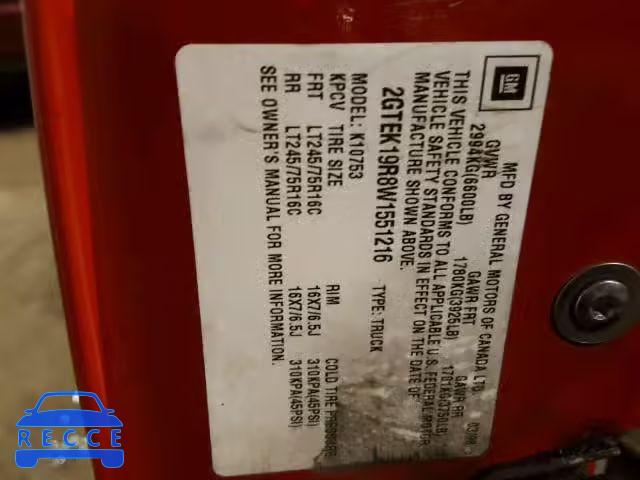 GM
MFD BY GENERAL MOTORS OF CANADA LTD.
GVWR GAWR FRT GAWR RR
2994KG(6600LB) 1780KG(3925LB) 1701KG(3750LB)
THIS VEHICLE CONFORMS TO ALL APPLICABLE U.S. FEDERAL MOTOR
VEHICLE SAFETY STANDARDS IN EFFECT ON THE DATE OF
MANUFACTURE SHOWN ABOVE.
2GTEK19R8W1551216 TYPE: TRUCK
MODEL: K10753
KPCV TIRE SIZE RIM COLD TIRE PRESSURE
FRT LT245/75R16C 16X7/6.5J 310KPA(45PSI)
RR LT245/75R16C 16X7/6.5J 310KPA(45PSI)
SEE OWNER'S MANUAL FOR MORE INFORMATION.
RECCE